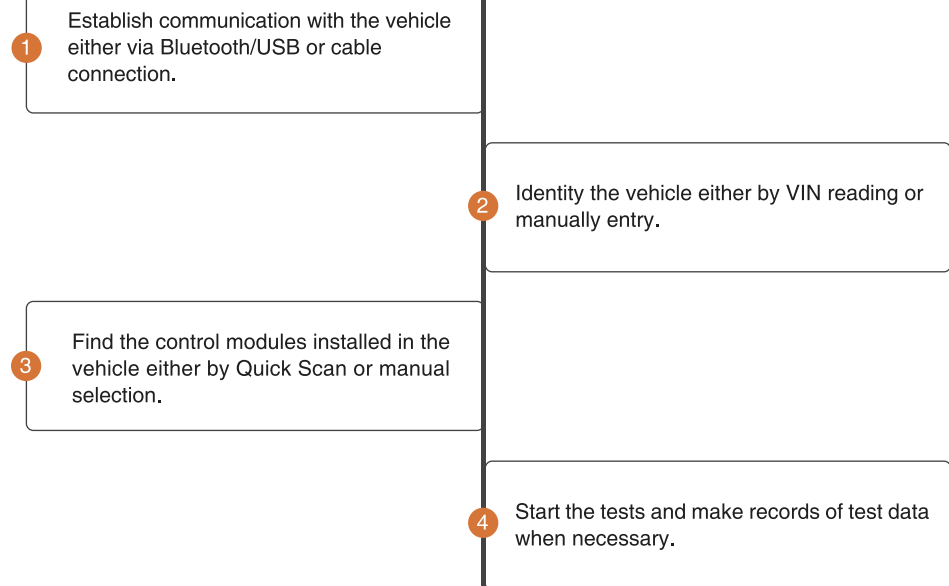 Establish communication with the vehicle
either via Bluetooth/USB or cable
connection.
1
Identity the vehicle either by VIN reading or
manually entry.
2
Find the control modules installed in the
vehicle either by Quick Scan or manual
selection.
3
Start the tests and make records of test data
when necessary.
4